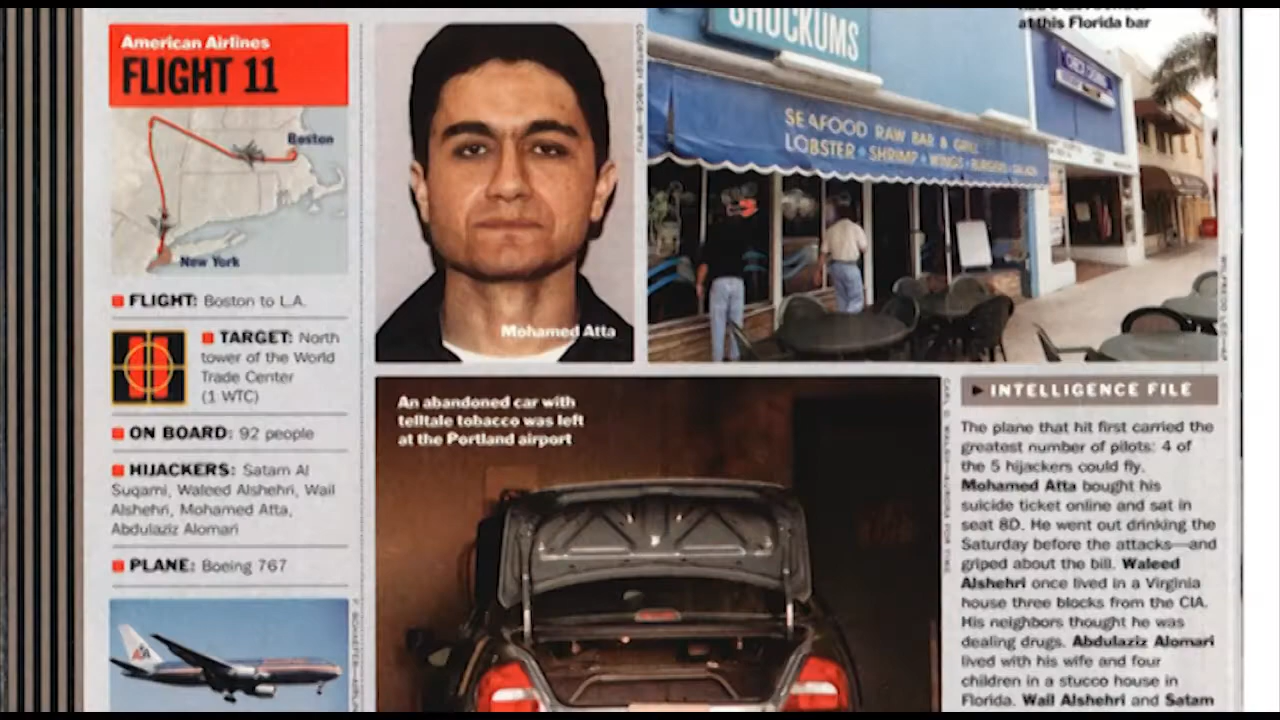 American Airlines
FLIGHT 11
Boston
New York
FLIGHT: Boston to L.A.
TARGET: North
tower of the World
Trade Center
(1 WTC)
ON BOARD: 92 people
HIJACKERS: Satam Al
Suqami, Waleed Alshehri, Wail
Alshehri, Mohamed Atta,
Abdulaziz Alomari
PLANE: Boeing 767
AA
Mohamed Atta
at this Florida bar
SHUCKUMS
SEAFOOD RAW BAR & GRILL
LOBSTER SHRIMP WINGS BURGERS SALADS
An abandoned car with
telltale tobacco was left
at the Portland airport
INTELLIGENCE FILE
The plane that hit first carried the
greatest number of pilots: 4 of
the 5 hijackers could fly.
Mohamed Atta bought his
suicide ticket online and sat in
seat 8D. He went out drinking the
Saturday before the attacks—and
griped about the bill. Waleed
Alshehri once lived in a Virginia
house three blocks from the CIA.
His neighbors thought he was
dealing drugs. Abdulaziz Alomari
lived with his wife and four
children in a stucco house in
Florida. Wail Alshehri and Satam